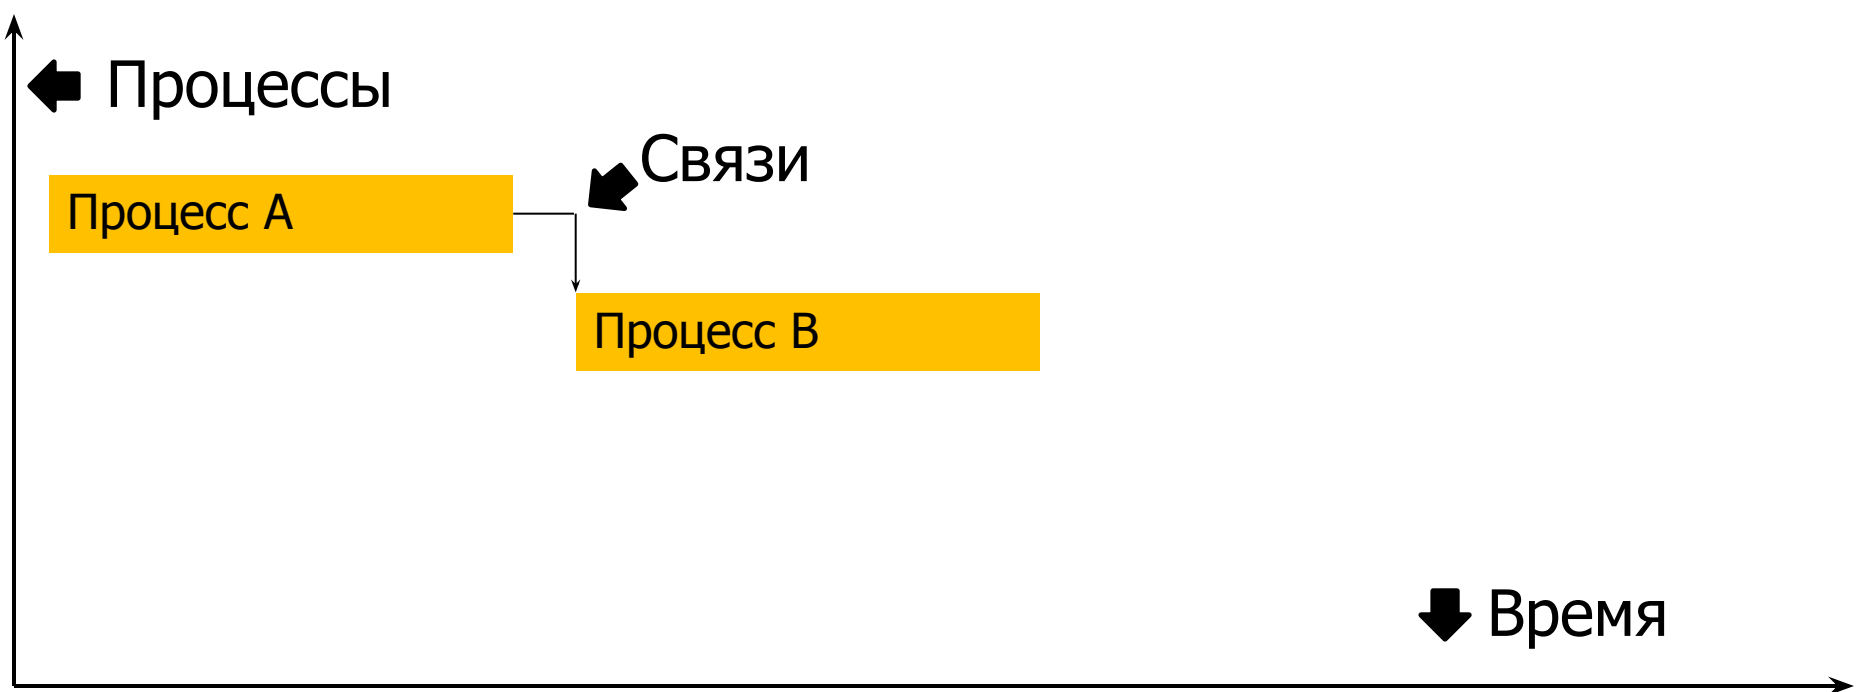 Процессы
Связи
Процесс А
Процесс В
Время